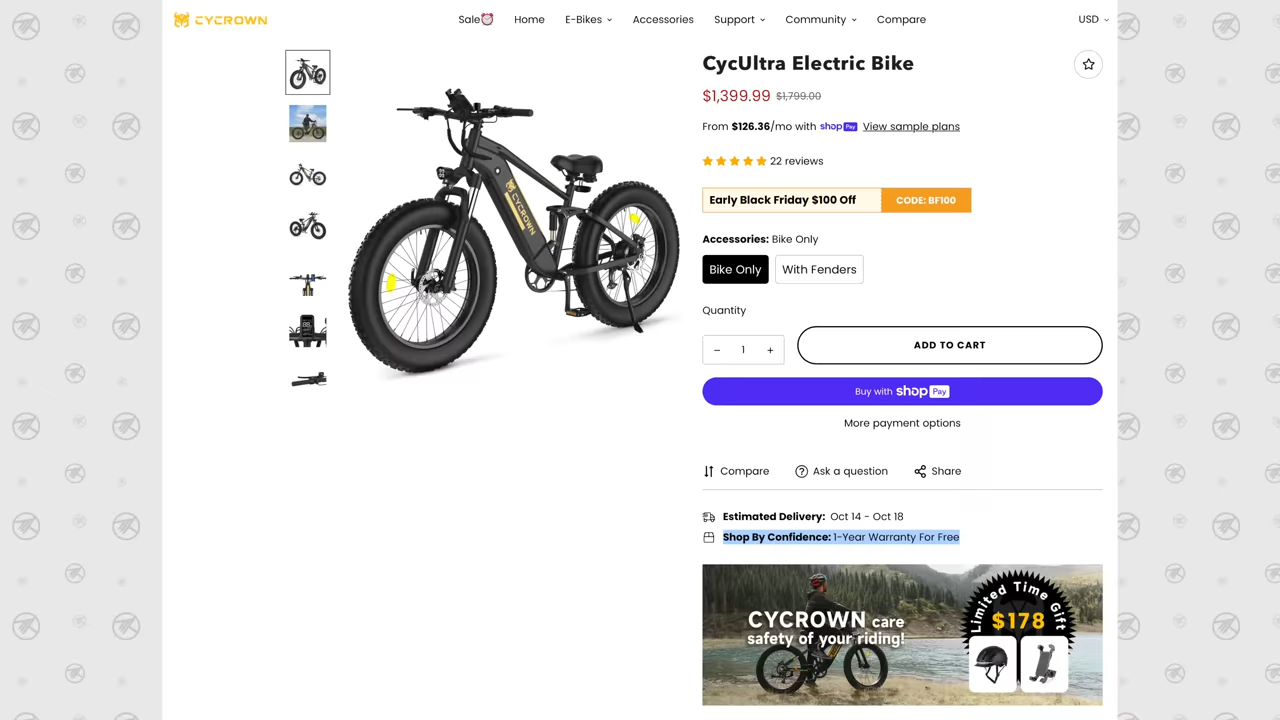 CYCROWN
Sale Home E-Bikes Accessories Support Community Compare
USD
CycUltra Electric Bike
$1,399.99 $1,799.00
From $126.36/mo with shop Pay View sample plans
22 reviews
Early Black Friday $100 Off CODE: BF100
Accessories: Bike Only
Bike Only With Fenders
Quantity
− 1 +
ADD TO CART
Buy with shop Pay
More payment options
Compare Ask a question Share
Estimated Delivery: Oct 14 - Oct 18
Shop By Confidence: 1-Year Warranty For Free
CYCROWN care
safety of your riding!
Limited Time Gift
$178
CYCROWN